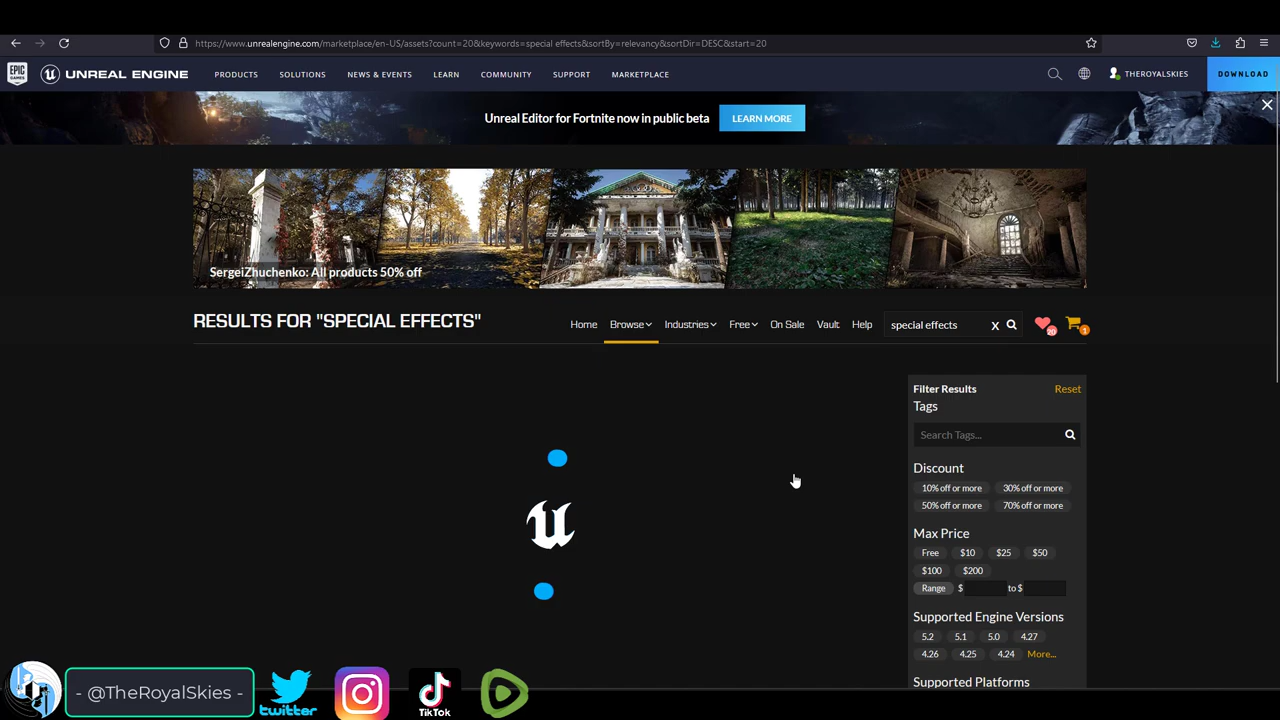 https://www.unrealengine.com/marketplace/en-US/assets?count=20&keywords=special effects&sortBy=relevancy&sortDir=DESC&start=20
EPIC GAMES
UNREAL ENGINE
PRODUCTS
SOLUTIONS
NEWS & EVENTS
LEARN
COMMUNITY
SUPPORT
MARKETPLACE
THEROYALSKIES
DOWNLOAD
Unreal Editor for Fortnite now in public beta
LEARN MORE
SergeiZhuchenko: All products 50% off
RESULTS FOR "SPECIAL EFFECTS"
Home
Browse
Industries
Free
On Sale
Vault
Help
special effects
X
20
1
Filter Results
Reset
Tags
Search Tags...
Discount
10% off or more
30% off or more
50% off or more
70% off or more
Max Price
Free
$10
$25
$50
$100
$200
Range
$
to $
Supported Engine Versions
5.2
5.1
5.0
4.27
4.26
4.25
4.24
More...
Supported Platforms
- @TheRoyalSkies -
twitter
TikTok